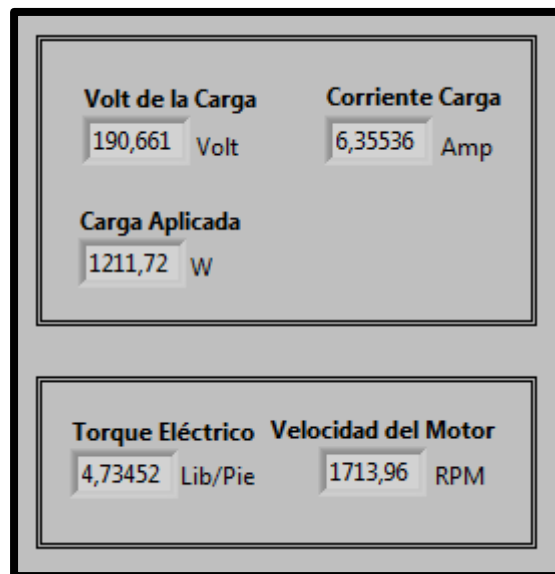 Volt de la Carga Corriente Carga
190,661 Volt 6,35536 Amp
Carga Aplicada
1211,72 W
Torque Eléctrico Velocidad del Motor
4,73452 Lib/Pie 1713,96 RPM